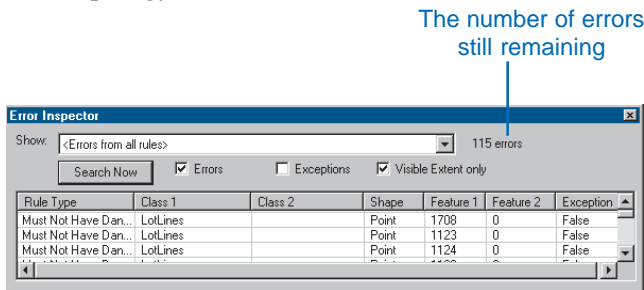 The number of errors
still remaining
Error Inspector
Show: <Errors from all rules> 115 errors
Search Now Errors Exceptions Visible Extent only
Rule Type Class 1 Class 2 Shape Feature 1 Feature 2 Exception
Must Not Have Dan... LotLines Point 1708 0 False
Must Not Have Dan... LotLines Point 1123 0 False
Must Not Have Dan... LotLines Point 1124 0 False